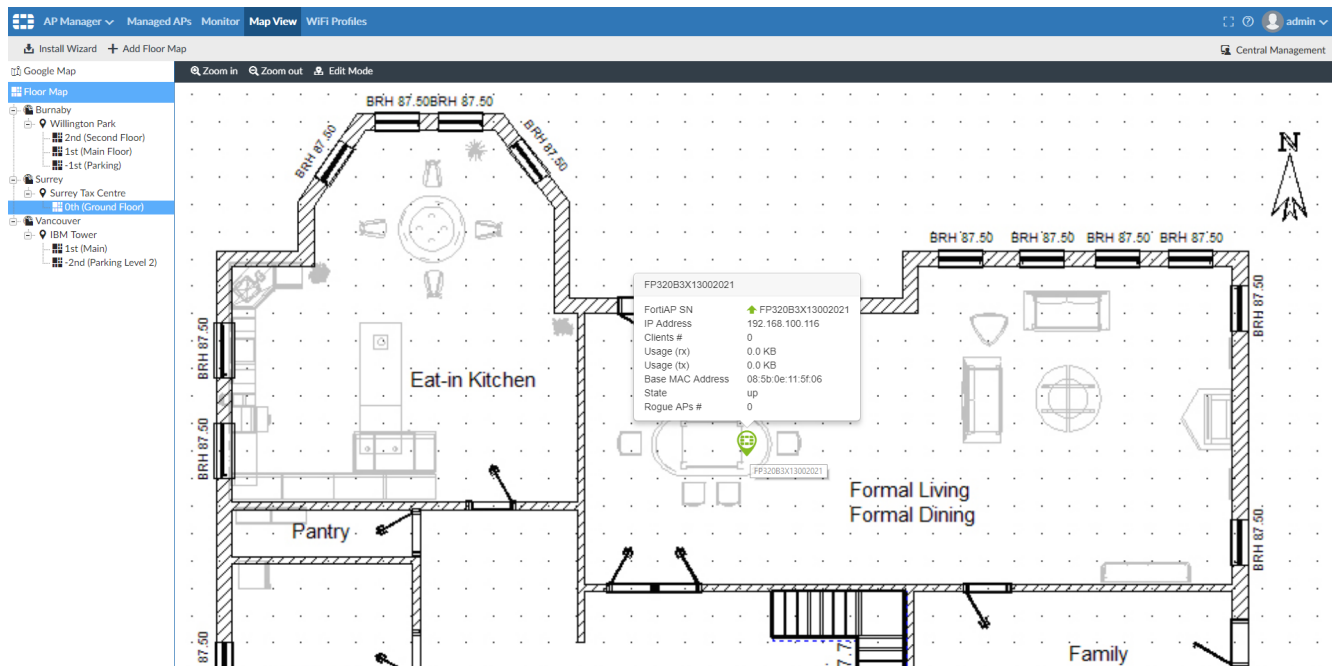 AP Manager Managed APs Monitor Map View WiFi Profiles admin
Install Wizard Add Floor Map Central Management
Google Map
Zoom in Zoom out Edit Mode
Floor Map
Burnaby
Willington Park
2nd (Second Floor)
1st (Main Floor)
-1st (Parking)
Surrey
Surrey Tax Centre
0th (Ground Floor)
Vancouver
IBM Tower
1st (Main)
-2nd (Parking Level 2)
BRH 87.50BRH 87.50
BRH 87.50
BRH 87.50
N
BRH 87.50 BRH 87.50 BRH 87.50 BRH 87.50
BRH 87.50
BRH 87.50
FP320B3X13002021
FortiAP SN FP320B3X13002021
IP Address 192.168.100.116
Clients # 0
Usage (rx) 0.0 KB
Usage (tx) 0.0 KB
Base MAC Address 08:5b:0e:11:5f:06
State up
Rogue APs # 0
Eat-in Kitchen
BRH 87.50
FP320B3X13002021
Formal Living
Formal Dining
BRH 87.50
Pantry
87.50
Family
7.7